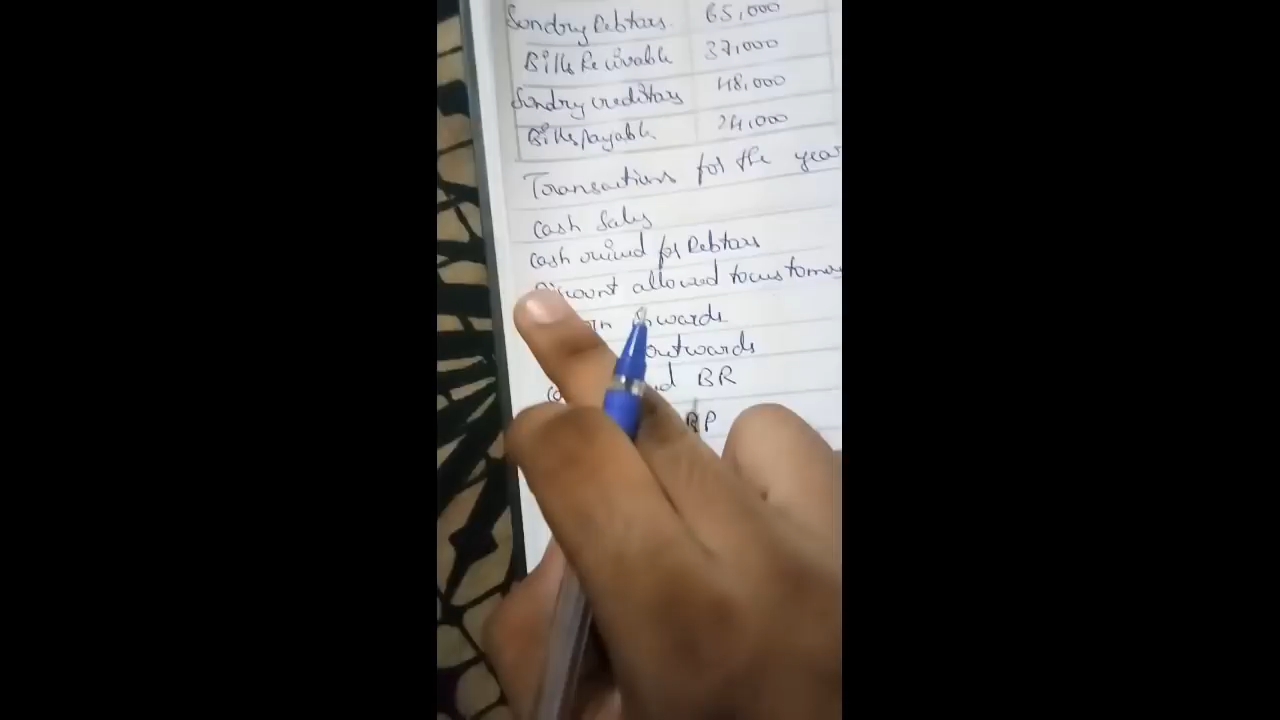 Sundry Debtors 65,000
Bills Receivable 37,000
Sundry creditors 48,000
Bills payable 24,000
Transactions for the year
Cash Sales
Cash for Debtors
Discount allowed to customers
inwards
outwards
BR
BP